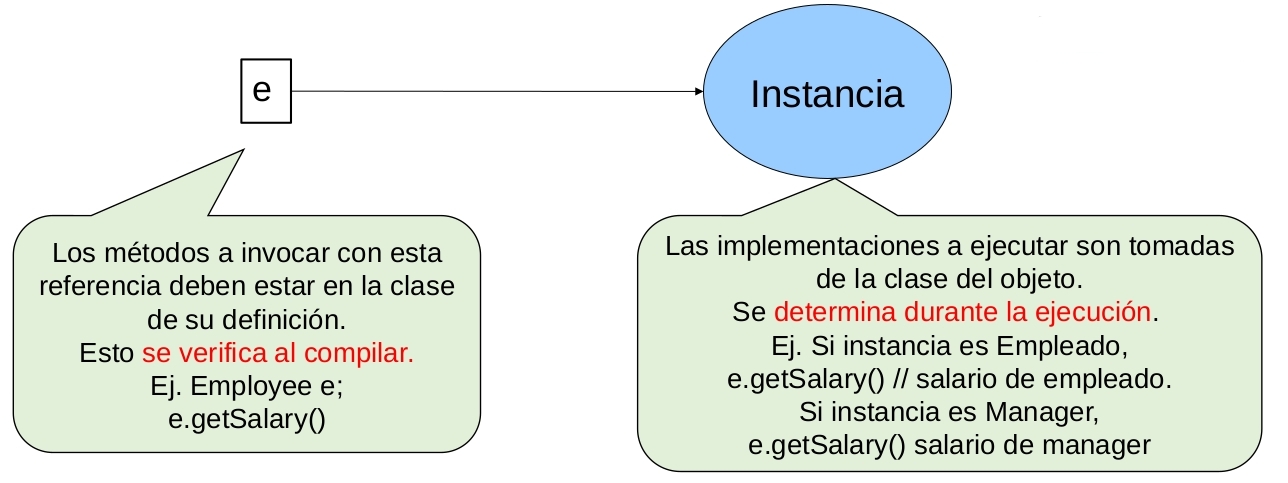 e
Instancia
Los métodos a invocar con esta
referencia deben estar en la clase
de su definición.
Esto se verifica al compilar.
Ej. Employee e;
e.getSalary()
Las implementaciones a ejecutar son tomadas
de la clase del objeto.
Se determina durante la ejecución.
Ej. Si instancia es Empleado,
e.getSalary() // salario de empleado.
Si instancia es Manager,
e.getSalary() salario de manager